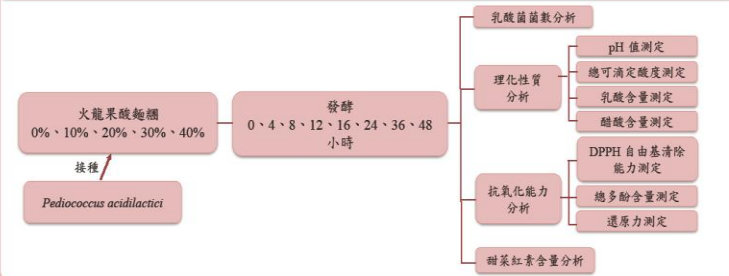 火龍果酸麵糰
0%、10%、20%、30%、40%
接種
Pediococcus acidilactici
發酵
0、4、8、12、16、24、36、48
小時
乳酸菌菌數分析
理化性質
分析
pH 值測定
總可滴定酸度測定
乳酸含量測定
醋酸含量測定
抗氧化能力
分析
DPPH 自由基清除
能力測定
總多酚含量測定
還原力測定
甜菜紅素含量分析